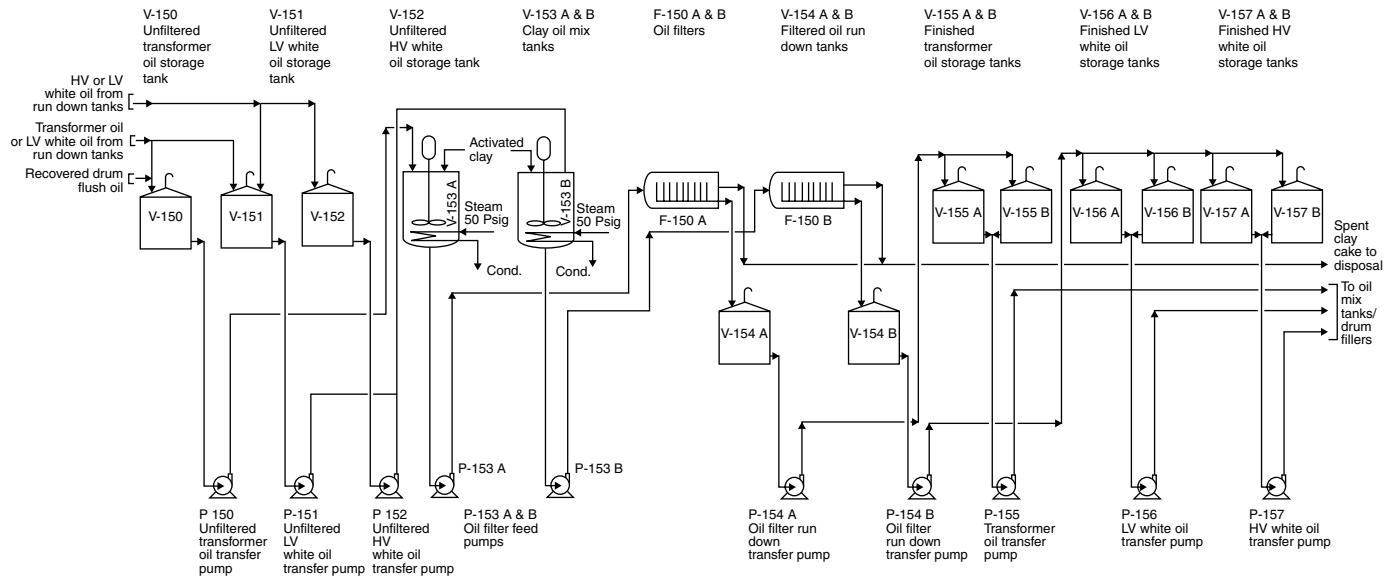 V-150
Unfiltered
transformer
oil storage
tank
V-151
Unfiltered
LV white
oil storage
tank
V-152
Unfiltered
HV white
oil storage tank
V-153 A & B
Clay oil mix
tanks
F-150 A & B
Oil filters
V-154 A & B
Filtered oil run
down tanks
V-155 A & B
Finished
transformer
oil storage tanks
V-156 A & B
Finished LV
white oil
storage tanks
V-157 A & B
Finished HV
white oil
storage tanks
HV or LV
white oil from
run down tanks
Transformer oil
or LV white oil from
run down tanks
Recovered drum
flush oil
V-150
V-151
V-152
Activated
clay
V-153 A
Steam
50 Psig
Cond.
V-153 B
Steam
50 Psig
Cond.
F-150 A
F-150 B
V-154 A
V-154 B
V-155 A
V-155 B
V-156 A
V-156 B
V-157 A
V-157 B
Spent
clay
cake to
disposal
To oil
mix
tanks/
drum
fillers
P-153 A
P-153 B
P 150
Unfiltered
transformer
oil transfer
pump
P-151
Unfiltered
LV
white oil
transfer pump
P 152
Unfiltered
HV
white oil
transfer pump
P-153 A & B
Oil filter feed
pumps
P-154 A
Oil filter run
down
transfer pump
P-154 B
Oil filter
run down
transfer pump
P-155
Transformer
oil transfer
pump
P-156
LV white oil
transfer pump
P-157
HV white oil
transfer pump